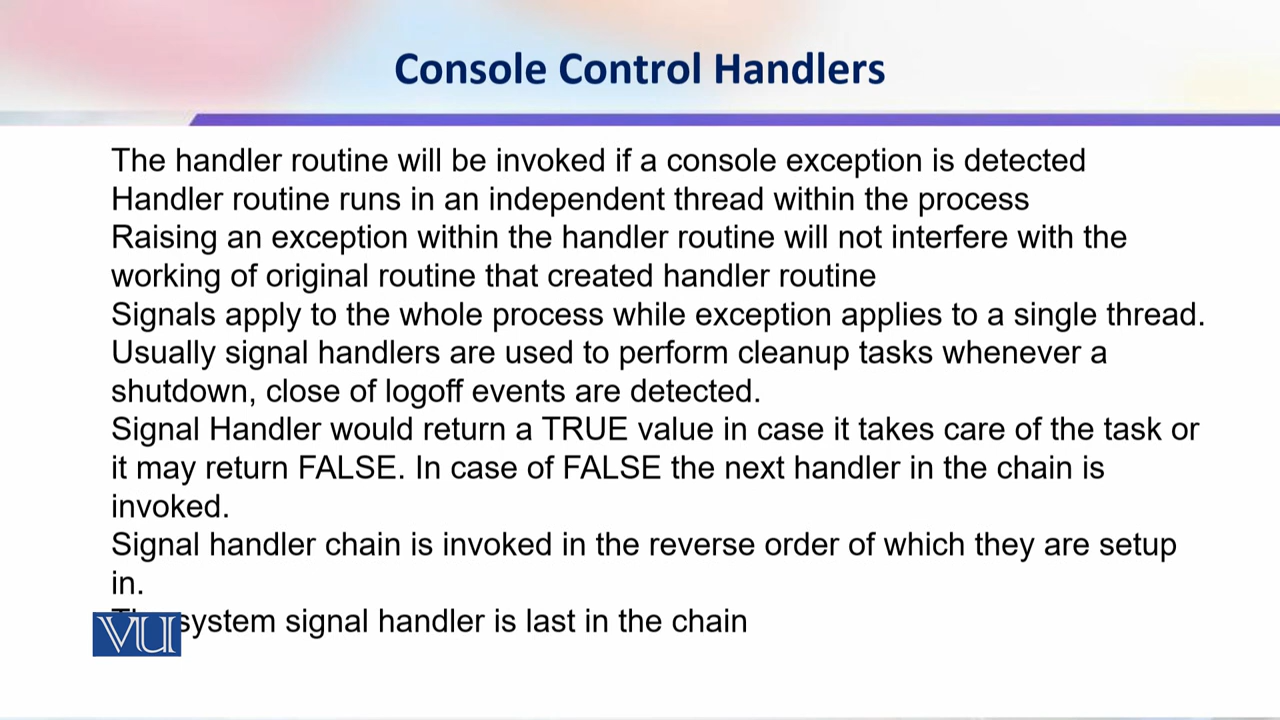 Console Control Handlers
The handler routine will be invoked if a console exception is detected
Handler routine runs in an independent thread within the process
Raising an exception within the handler routine will not interfere with the
working of original routine that created handler routine
Signals apply to the whole process while exception applies to a single thread.
Usually signal handlers are used to perform cleanup tasks whenever a
shutdown, close of logoff events are detected.
Signal Handler would return a TRUE value in case it takes care of the task or
it may return FALSE. In case of FALSE the next handler in the chain is
invoked.
Signal handler chain is invoked in the reverse order of which they are setup
in.
system signal handler is last in the chain
VU